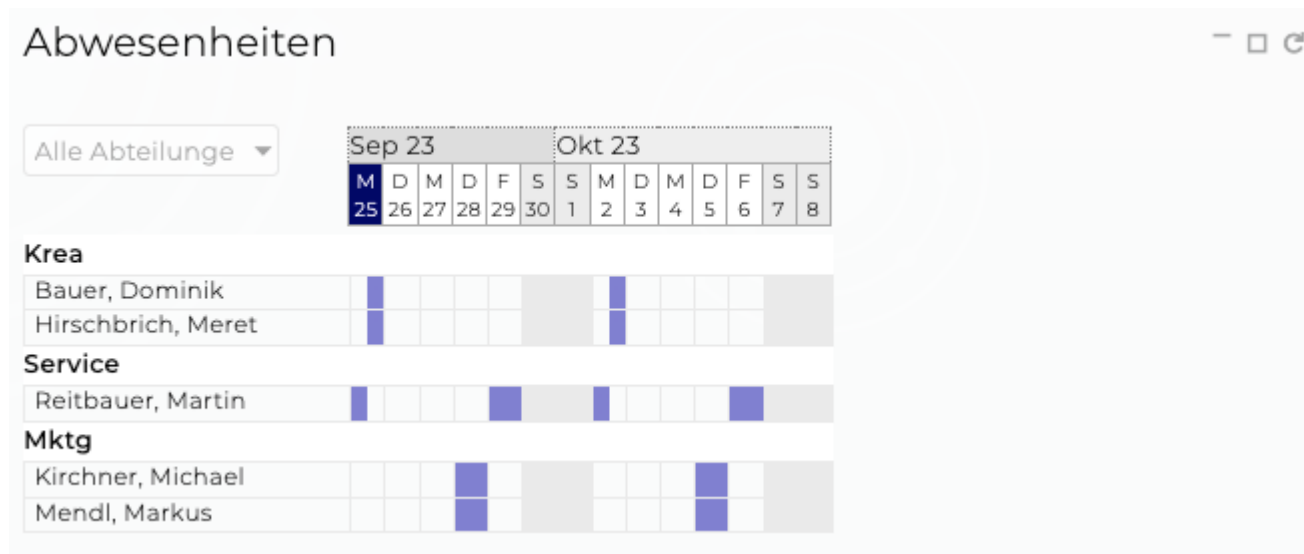 Abwesenheiten
Alle Abteilunge
Sep 23 Okt 23
M D M D F S S M D M D F S S
25 26 27 28 29 30 1 2 3 4 5 6 7 8
Krea
Bauer, Dominik
Hirschbrich, Meret
Service
Reitbauer, Martin
Mktg
Kirchner, Michael
Mendl, Markus